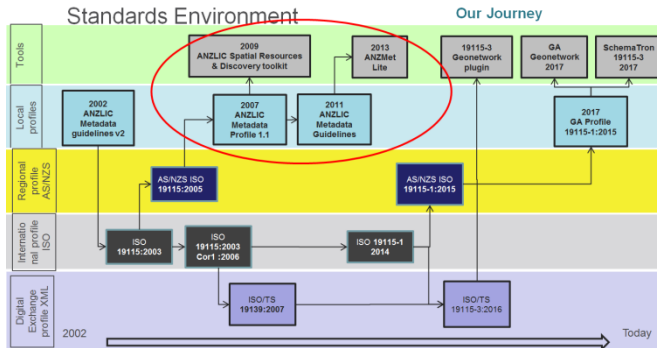 Standards Environment
Our Journey
Tools
2009
ANZLIC Spatial Resources
& Discovery toolkit
2013
ANZMet
Lite
19115-3
Geonetwork
plugin
GA
Geonetwork
2017
SchemaTron
19115-3
2017
Local
profiles
2002
ANZLIC
Metadata
guidelines v2
2007
ANZLIC
Metadata
Profile 1.1
2011
ANZLIC
Metadata
Guidelines
2017
GA Profile
19115-1:2015
Regional
profile
AS/NZS
AS/NZS ISO
19115:2005
AS/NZS ISO
19115-1:2015
Internatio
nal profile
ISO
ISO
19115:2003
ISO
19115:2003
Cor1 :2006
ISO 19115-1
2014
Digital
Exchange
profile XML
ISO/TS
19139:2007
ISO/TS
19115-3:2016
2002
Today